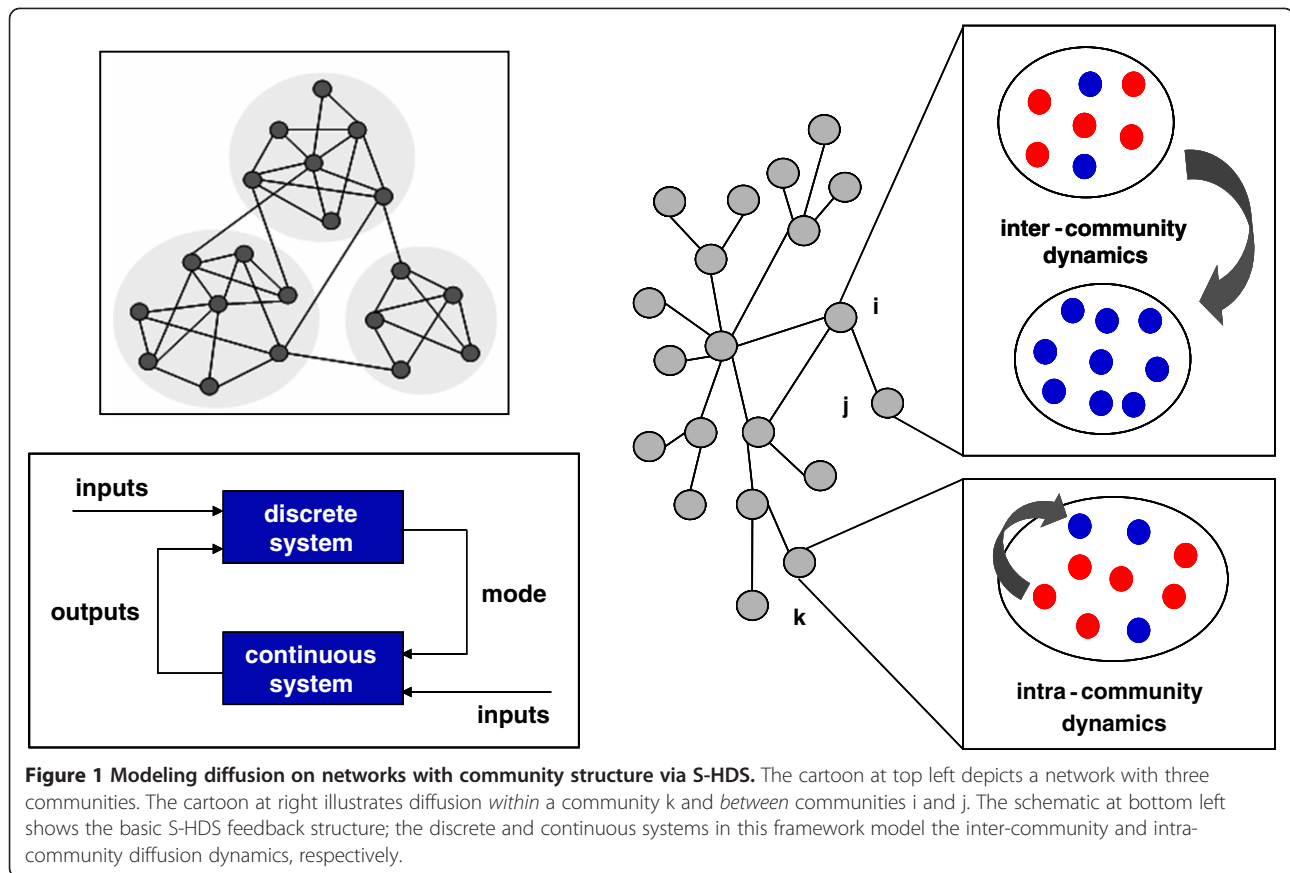 inputs
discrete
system
mode
outputs
continuous
system
inputs
i
j
k
inter - community
dynamics
intra - community
dynamics
Figure 1 Modeling diffusion on networks with community structure via S-HDS. The cartoon at top left depicts a network with three
communities. The cartoon at right illustrates diffusion within a community k and between communities i and j. The schematic at bottom left
shows the basic S-HDS feedback structure; the discrete and continuous systems in this framework model the inter-community and intra-
community diffusion dynamics, respectively.